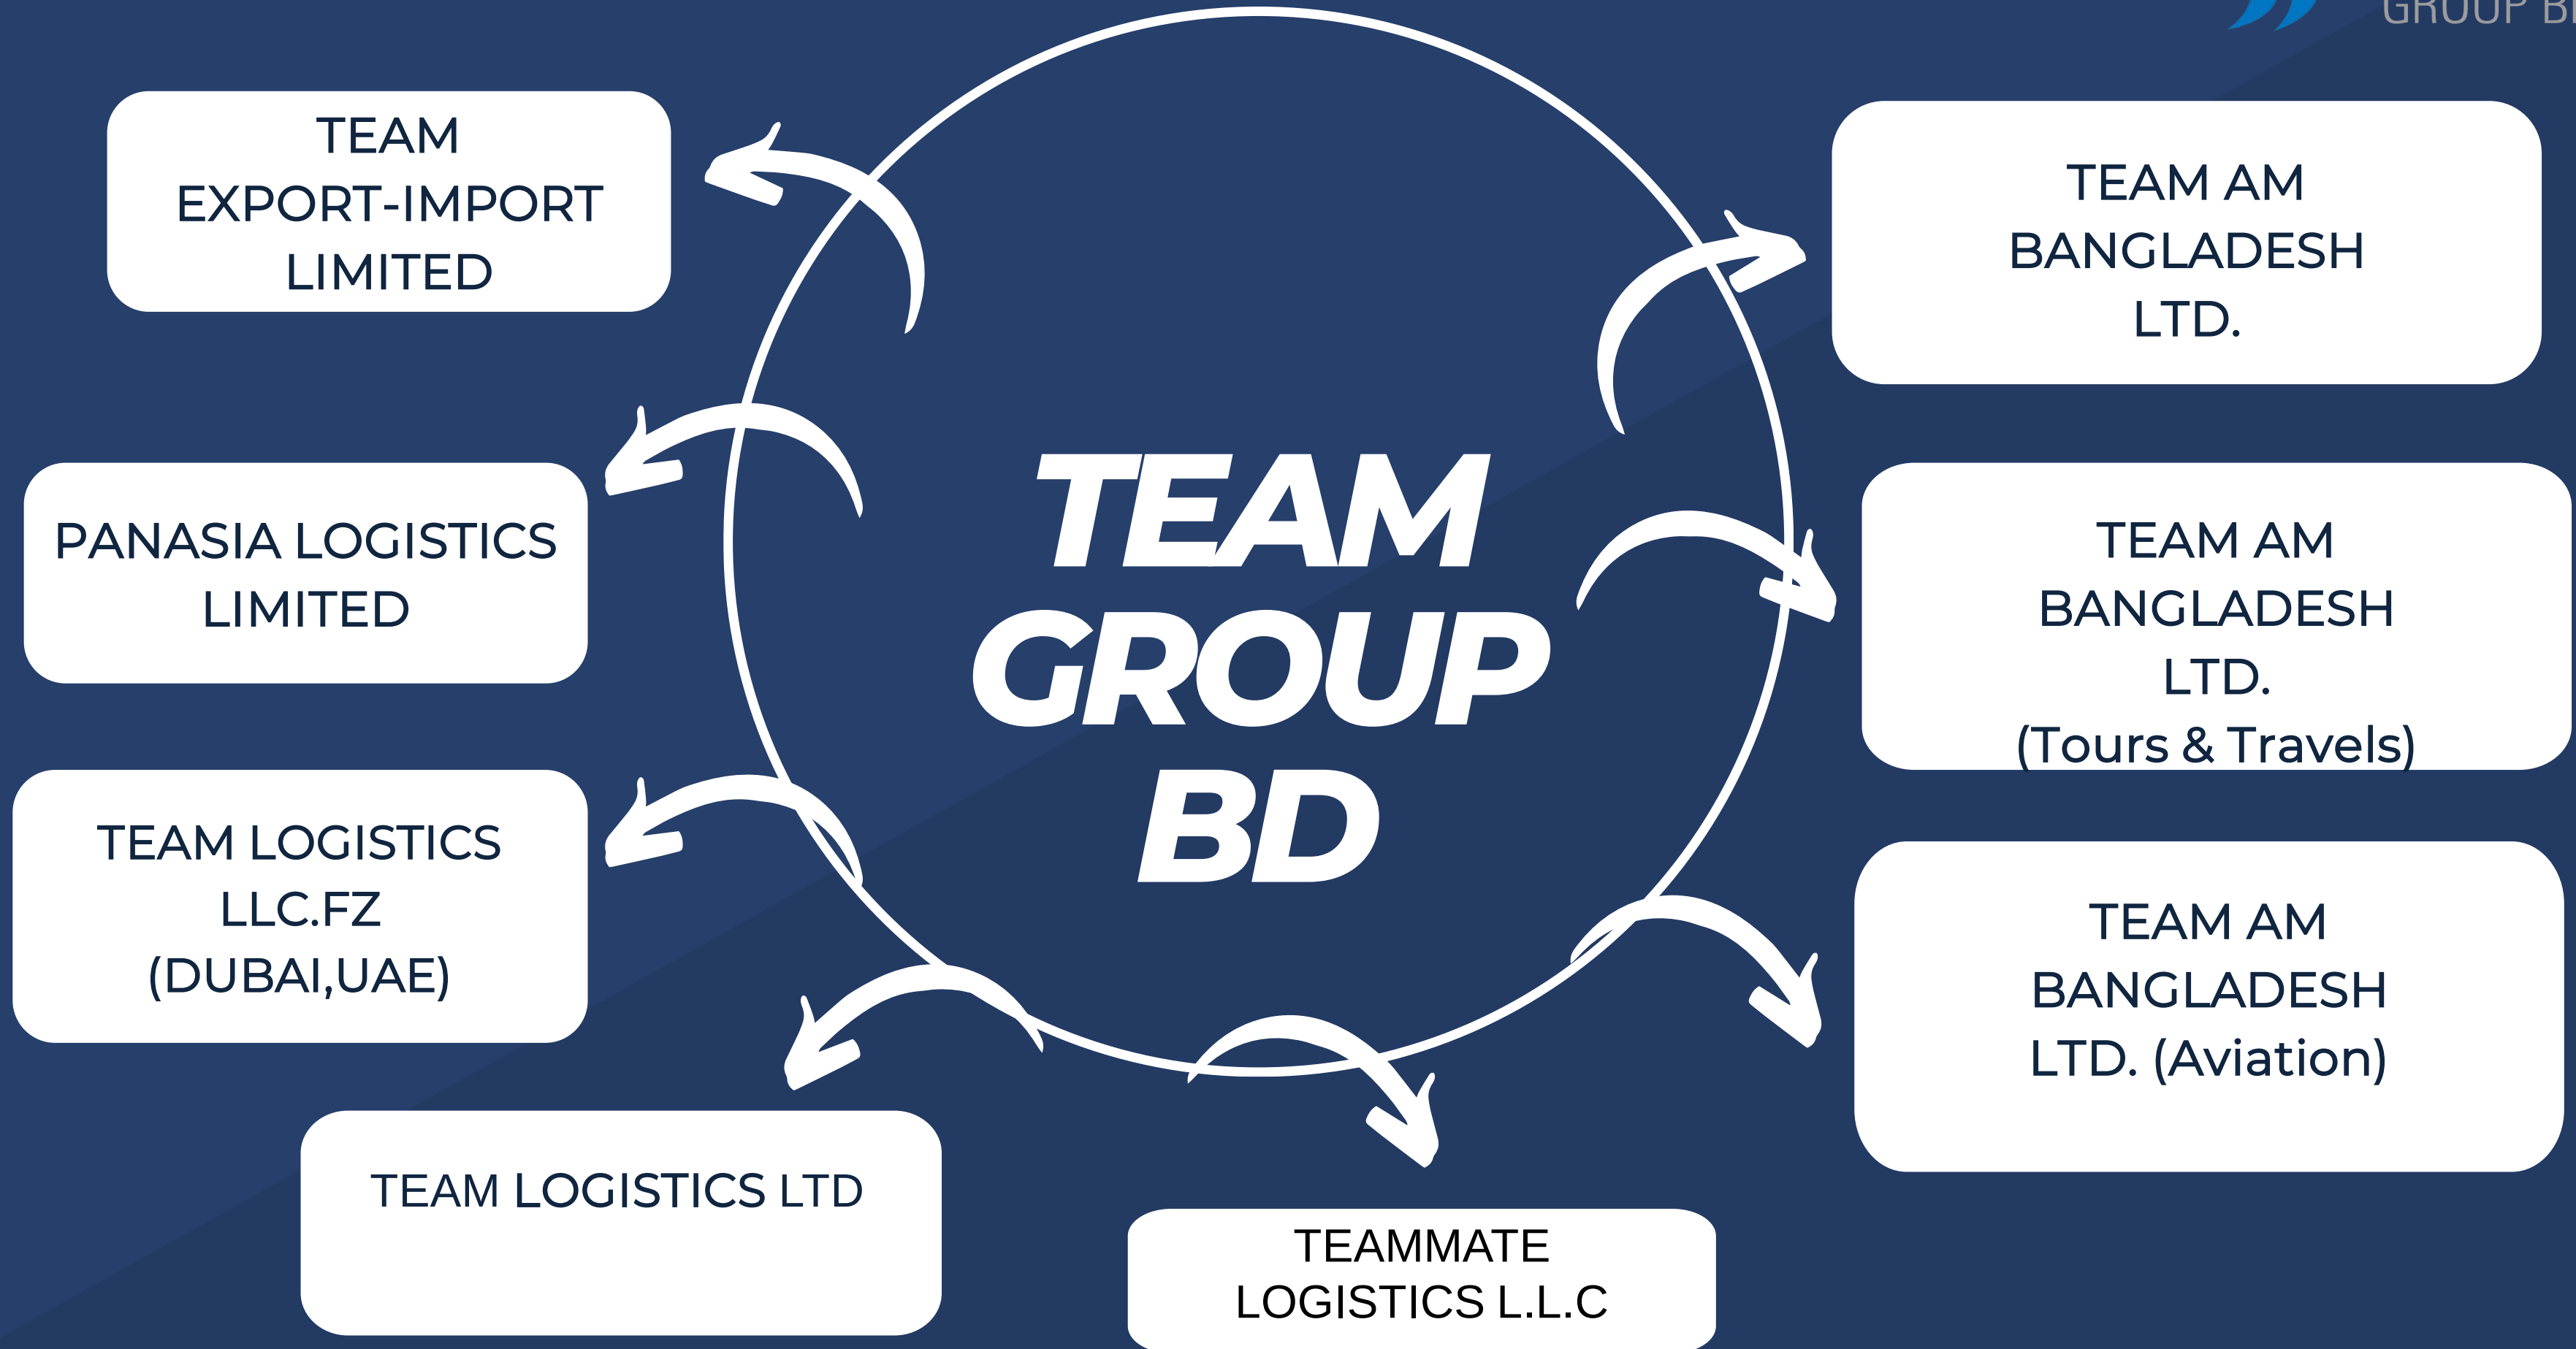 GROUP
TEAM
EXPORT-IMPORT
LIMITED
PANASIA LOGISTICS
LIMITED
TEAM LOGISTICS
LLC.FZ
(DUBAI,UAE)
TEAM LOGISTICS LTD
TEAM
GROUP
BD
TEAMMATE
LOGISTICS L.L.C
TEAM AM
BANGLADESH
LTD.
TEAM AM
BANGLADESH
LTD.
(Tours & Travels)
TEAM AM
BANGLADESH
LTD. (Aviation)